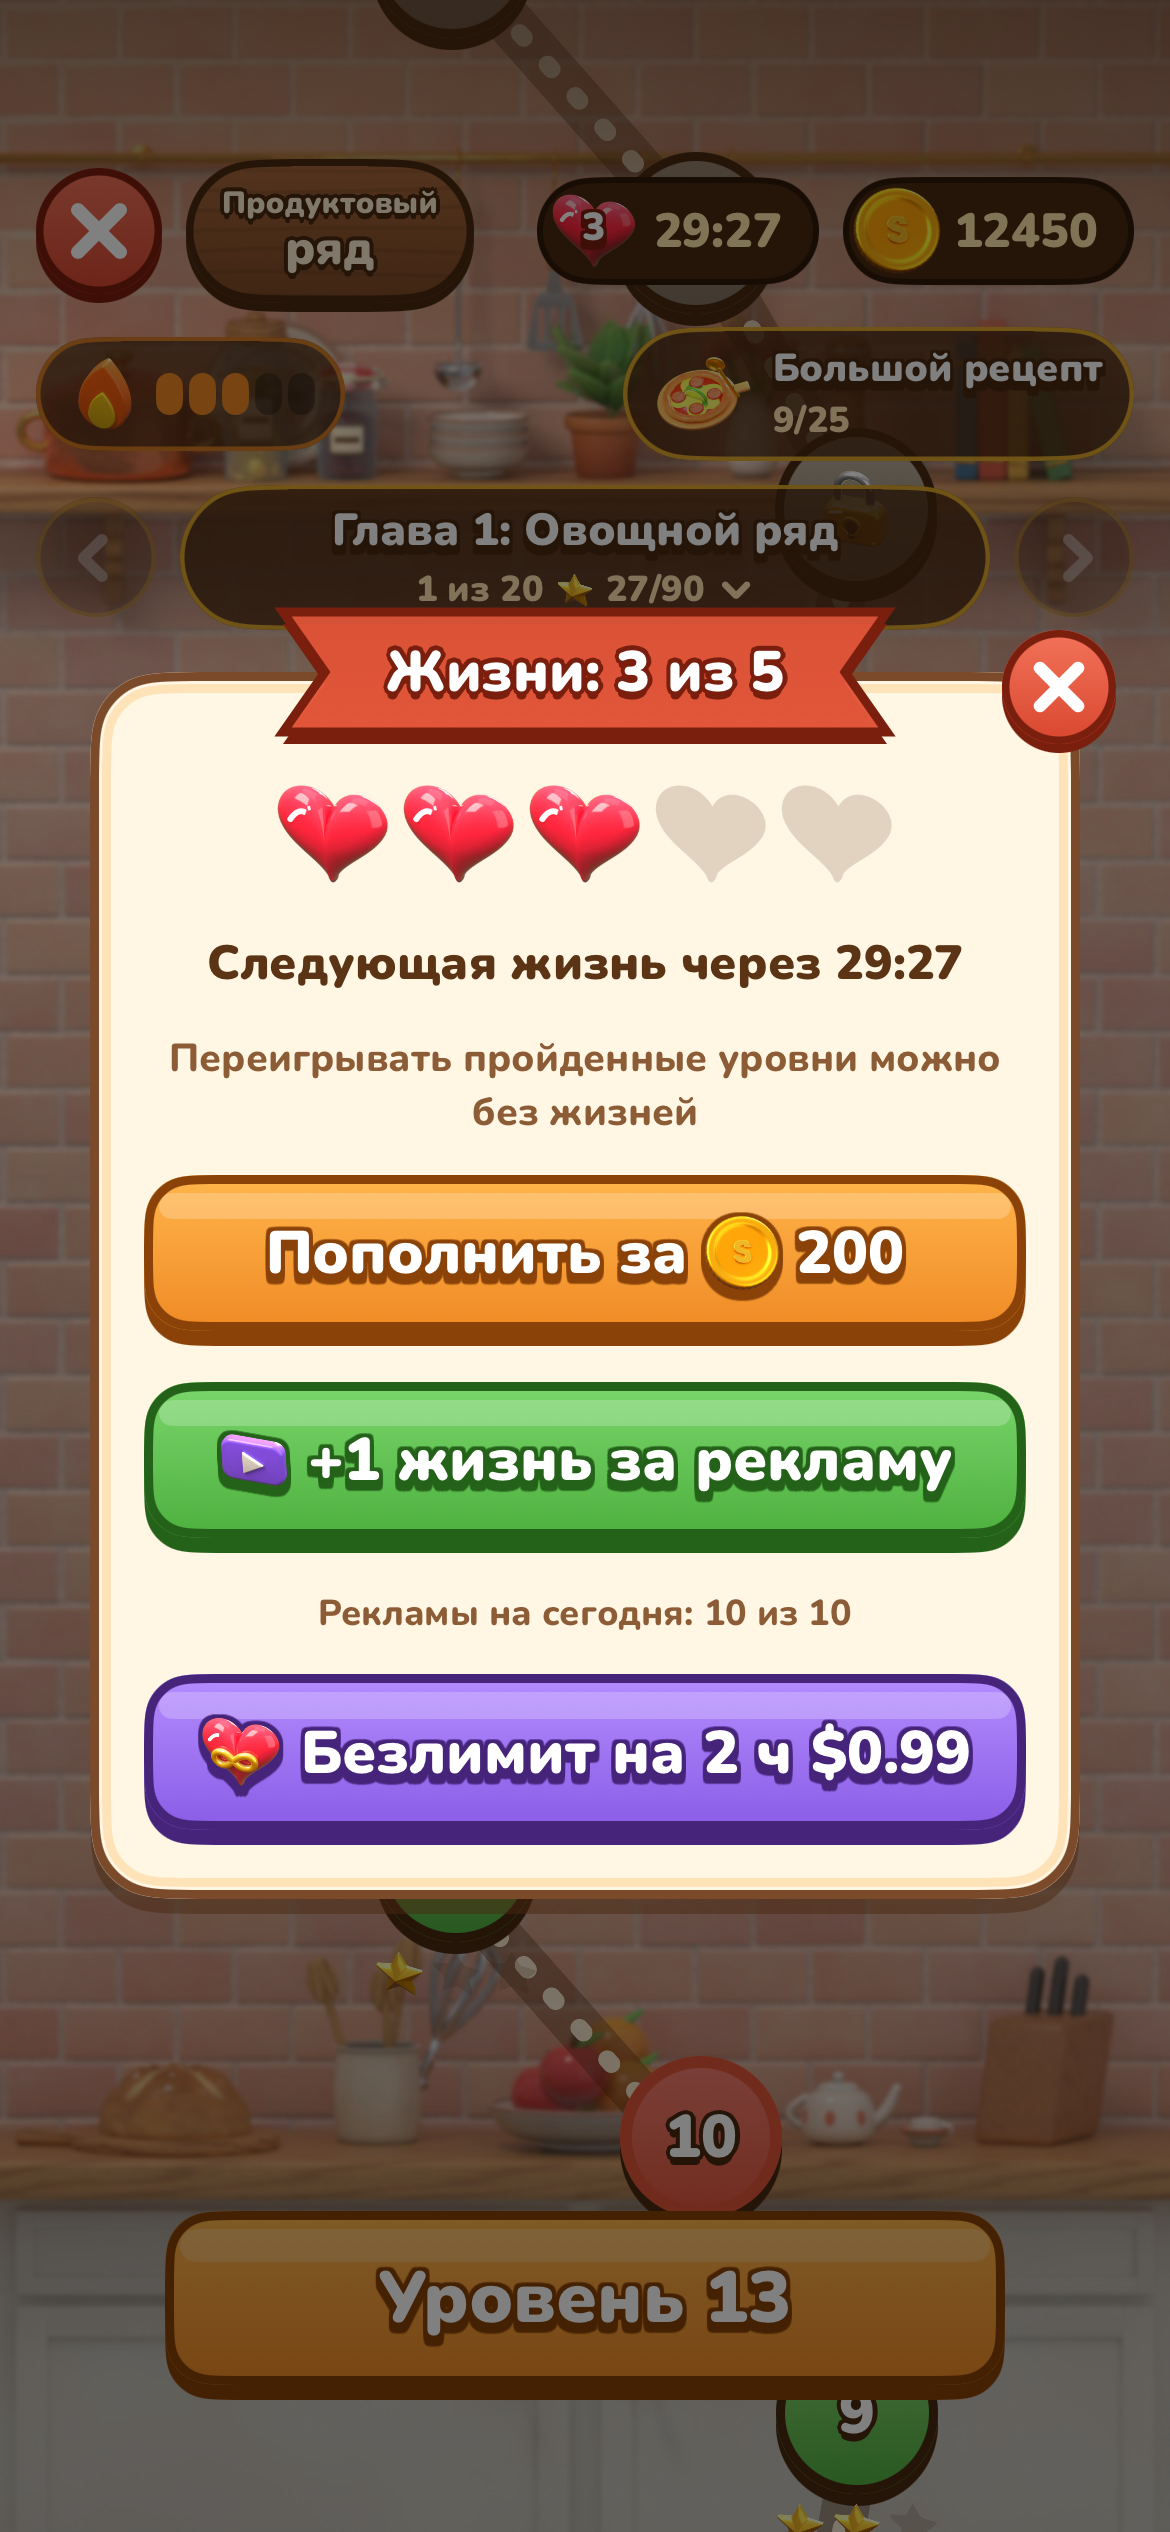 Продуктовый
ряд
3
29:27
S
12450
Большой рецепт
9/25
Глава 1: Овощной ряд
1 из 20 27/90
Жизни: 3 из 5
Следующая жизнь через 29:27
Переигрывать пройденные уровни можно
без жизней
Пополнить за S 200
+1 жизнь за рекламу
Рекламы на сегодня: 10 из 10
Безлимит на 2 ч $0.99
10
Уровень 13
9